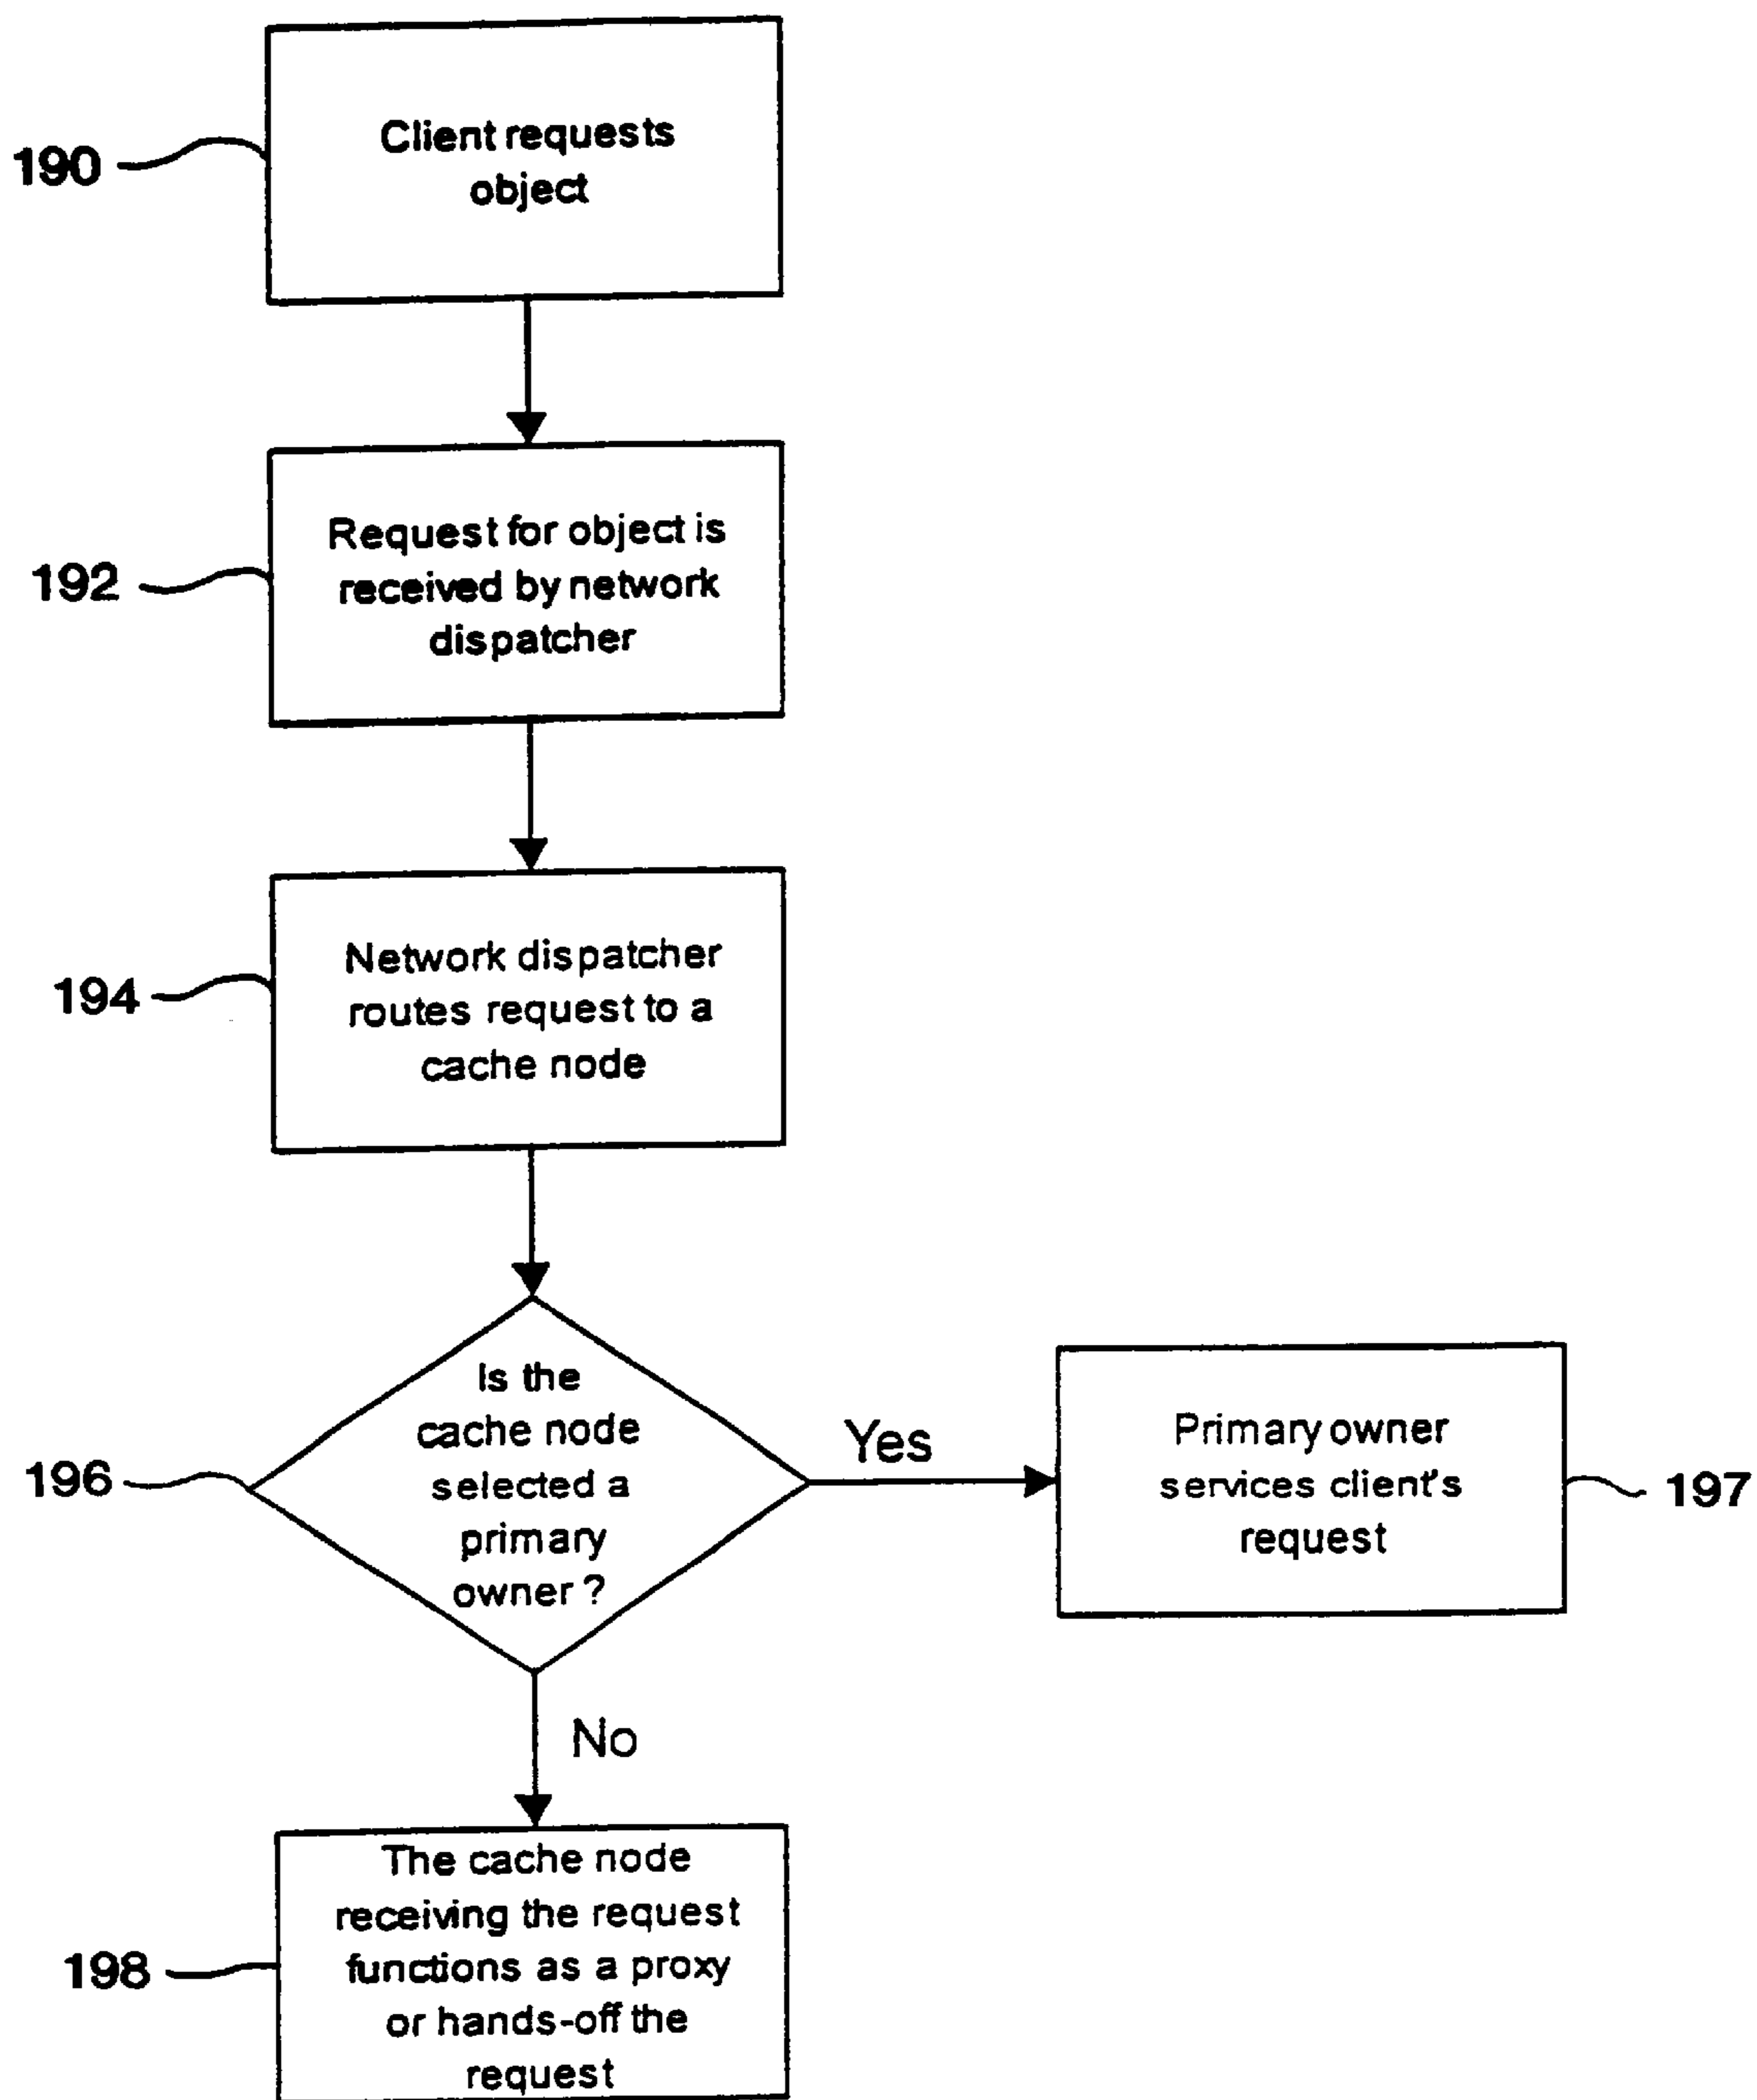 190
Client requests
object
192
Request for object is
received by network
dispatcher
194
Network dispatcher
routes request to a
cache node
196
Is the
cache node
selected a
primary
owner ?
Yes
Primary owner
services client's
request
197
No
198
The cache node
receiving the request
functions as a proxy
or hands-off the
request